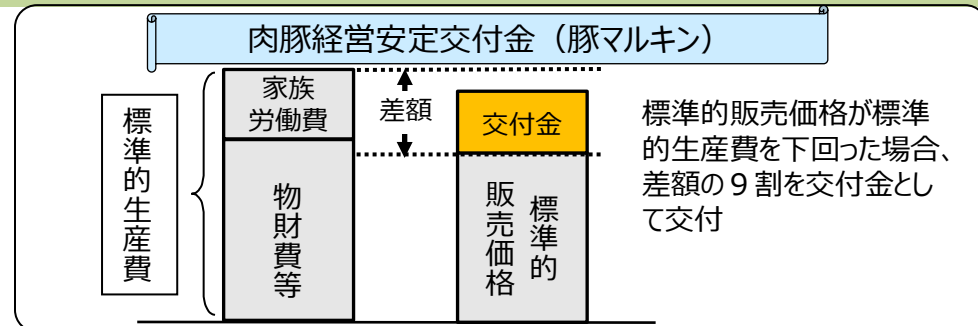 肉豚経営安定交付金（豚マルキン）
標準的生産費
家族
労働費
物財費等
差額
交付金
標準的
販売価格
標準的販売価格が標準
的生産費を下回った場合、
差額の９割を交付金とし
て交付